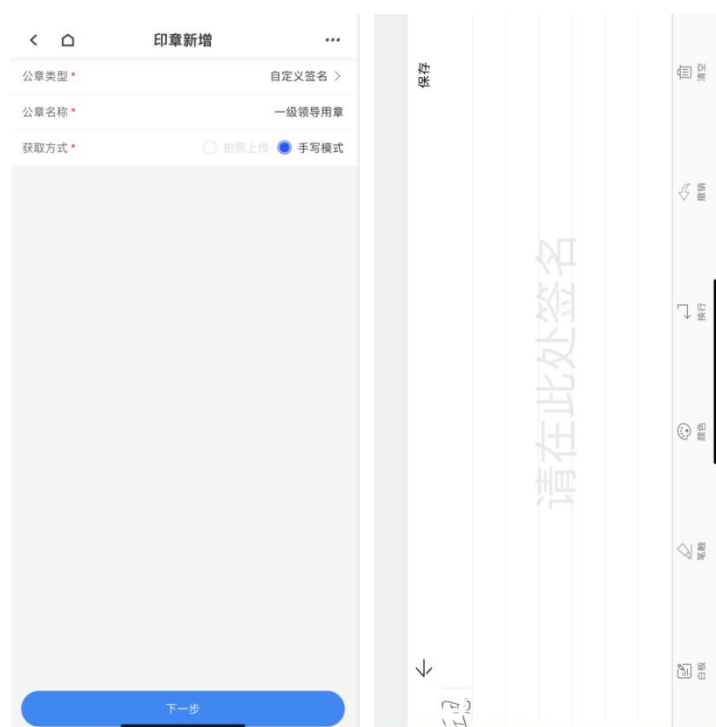 印章新增
公章类型* 自定义签名
公章名称* 一级领导用章
获取方式* 拍照上传 手写模式
下一步
保存
请在此处签名
清空
撤销
换行
颜色
笔触
白板